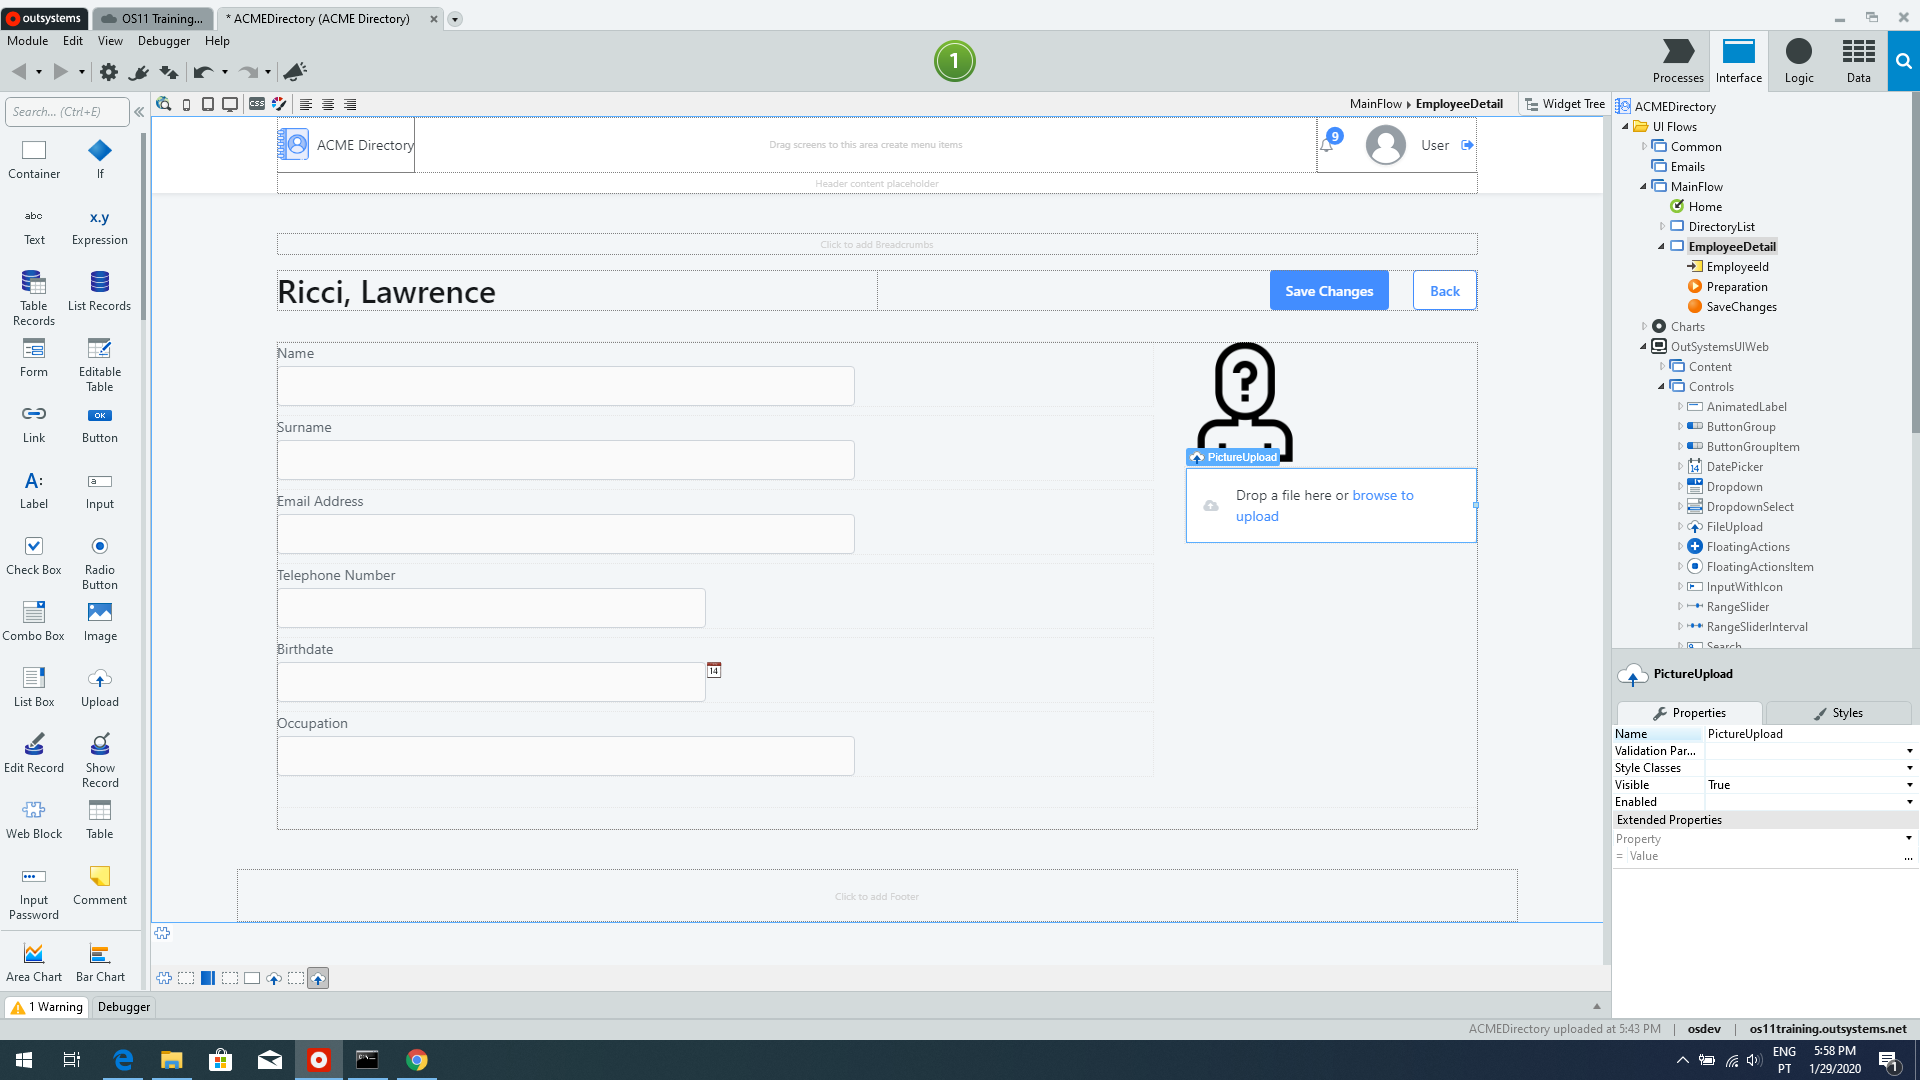 outsystems
OS11 Training...
* ACMEDirectory (ACME Directory)
Module Edit View Debugger Help
1
Processes Interface Logic Data
Search... (Ctrl+E)
MainFlow EmployeeDetail
Widget Tree
Container If
abc x.y
Text Expression
Table Records
List Records
Form
Editable Table
Link
OK
Button
A:
Label
a
Input
Check Box
Radio Button
Combo Box
Image
List Box
Upload
Edit Record
Show Record
Web Block
Table
Input Password
Comment
Area Chart
Bar Chart
css
ACME Directory
Drag screens to this area create menu items
9
User
Header content placeholder
Click to add Breadcrumbs
Ricci, Lawrence
Save Changes
Back
Name
Surname
Email Address
Telephone Number
Birthdate
14
Occupation
?
PictureUpload
Drop a file here or browse to
upload
Click to add Footer
ACMEDirectory
UI Flows
Common
Emails
MainFlow
Home
DirectoryList
EmployeeDetail
EmployeeId
Preparation
SaveChanges
Charts
OutSystemsUIWeb
Content
Controls
AnimatedLabel
ButtonGroup
ButtonGroupItem
14 DatePicker
Dropdown
DropdownSelect
FileUpload
FloatingActions
FloatingActionsItem
InputWithIcon
RangeSlider
RangeSliderInterval
Search
PictureUpload
Properties
Styles
Name PictureUpload
Validation Par...
Style Classes
Visible True
Enabled
Extended Properties
Property
= Value ...
1 Warning
Debugger
ACMEDirectory uploaded at 5:43 PM | osdev | os11training.outsystems.net
ENG
PT
5:58 PM
1/29/2020
1